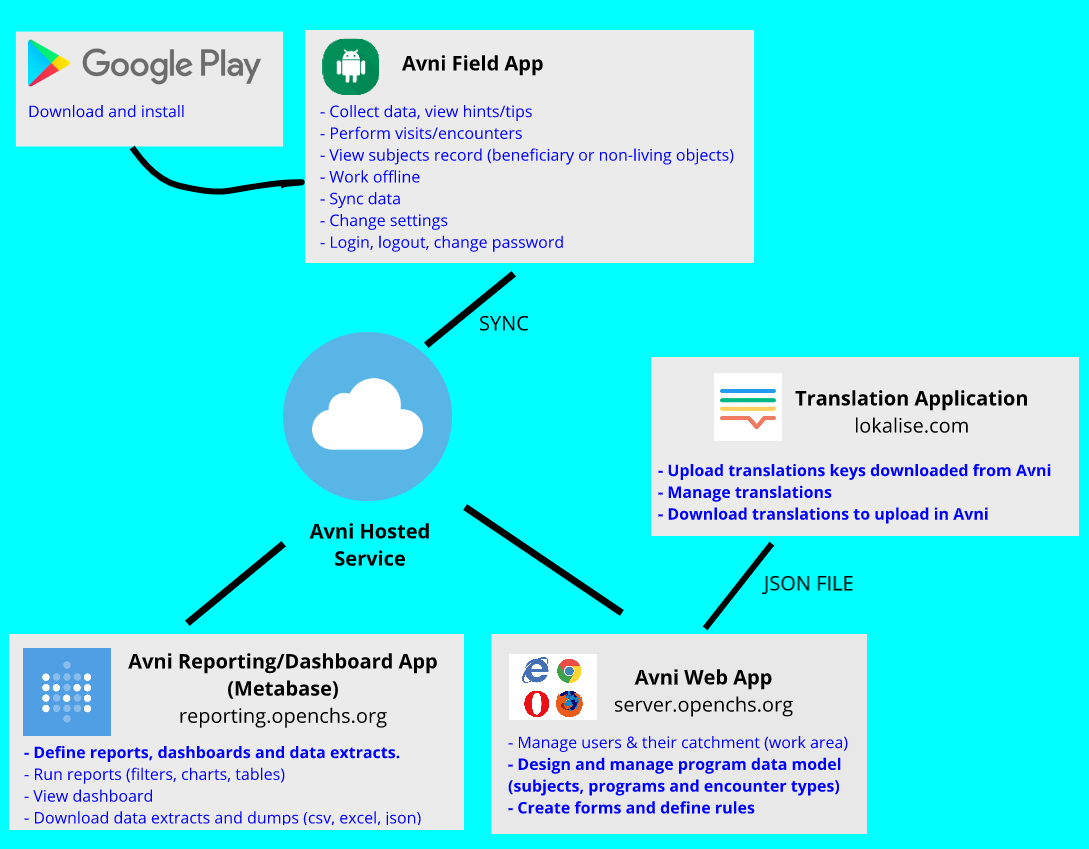 Google Play
Download and install
Avni Field App
- Collect data, view hints/tips
- Perform visits/encounters
- View subjects record (beneficiary or non-living objects)
- Work offline
- Sync data
- Change settings
- Login, logout, change password
SYNC
Avni Hosted
Service
Translation Application
lokalise.com
- Upload translations keys downloaded from Avni
- Manage translations
- Download translations to upload in Avni
JSON FILE
Avni Reporting/Dashboard App
(Metabase)
reporting.openchs.org
- Define reports, dashboards and data extracts.
- Run reports (filters, charts, tables)
- View dashboard
- Download data extracts and dumps (csv, excel, json)
Avni Web App
server.openchs.org
- Manage users & their catchment (work area)
- Design and manage program data model
(subjects, programs and encounter types)
- Create forms and define rules